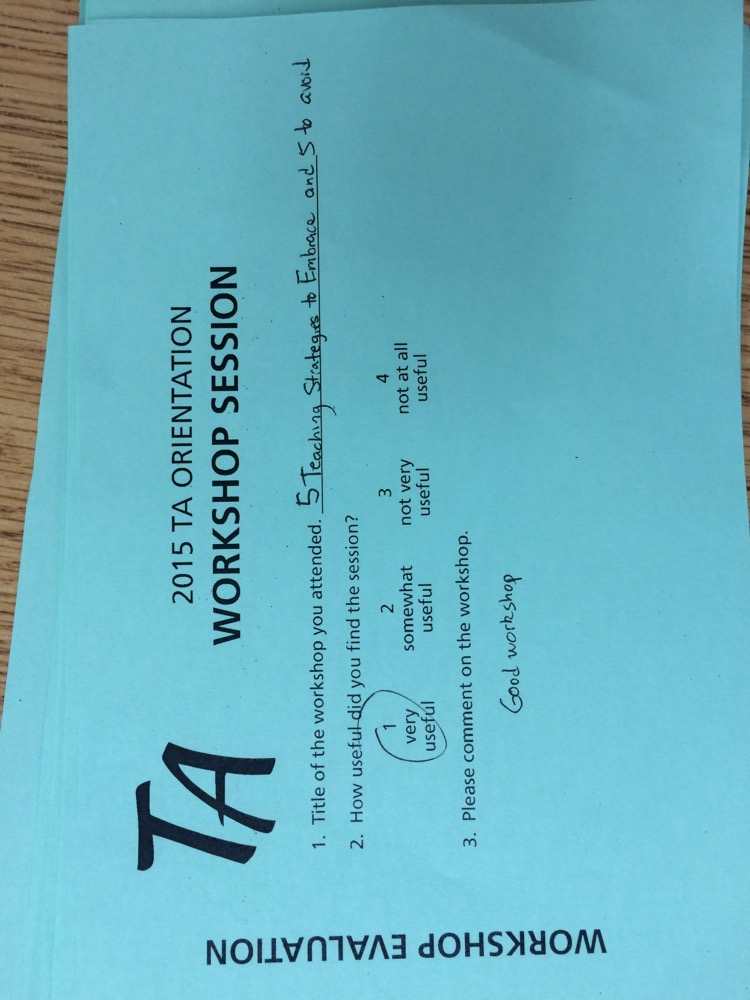 WORKSHOP EVALUATION
TA
2015 TA ORIENTATION
WORKSHOP SESSION
1. Title of the workshop you attended. 5 Teaching Strategies to Embrace and 5 to avoid
2. How useful did you find the session?
1 2 3 4
very somewhat not very not at all
useful useful useful useful
3. Please comment on the workshop.
Good workshop